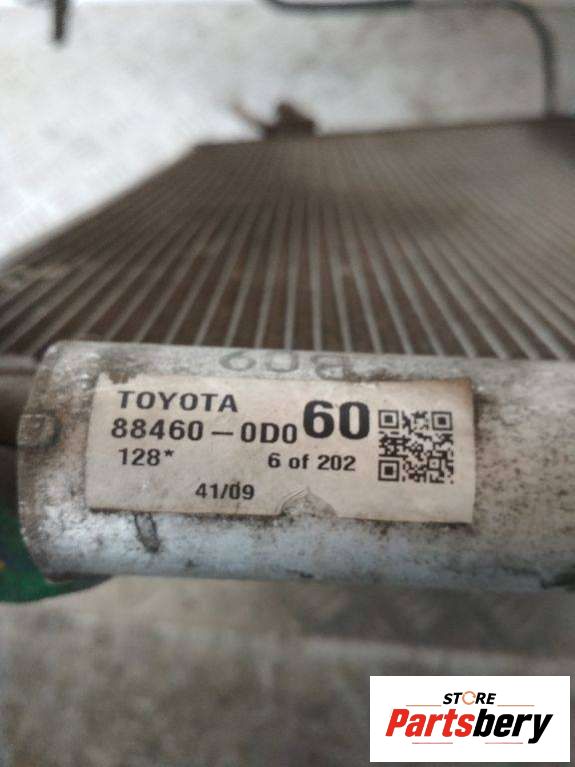 TOYOTA
88460-0D060
128* 6 of 202
41/09
STORE
Partsbery